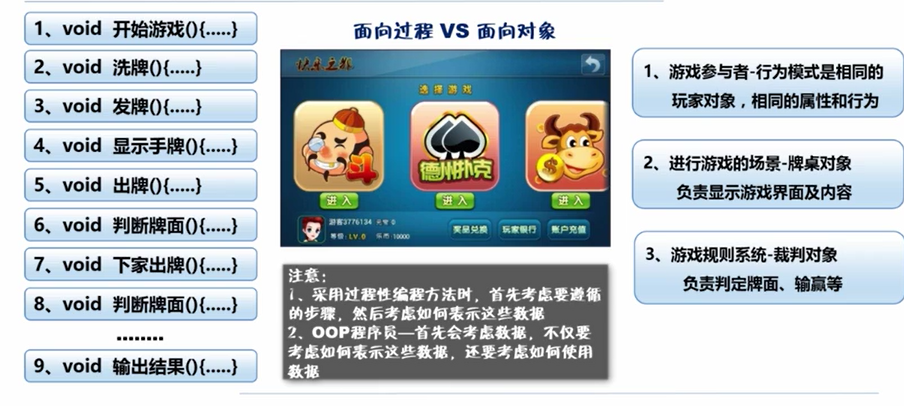 面向过程 VS 面向对象
1、void 开始游戏(){.....}
2、void 洗牌(){.....}
3、void 发牌(){.....}
4、void 显示手牌(){.....}
5、void 出牌(){.....}
6、void 判断牌面(){.....}
7、void 下家出牌(){.....}
8、void 判断牌面(){.....}
........
9、void 输出结果(){.....}
选择游戏
斗
德州扑克
进入
进入
进入
游客3776134 元宝 0
等级: LV.0 乐币 10000
奖品兑换
玩家银行
账户充值
注意：
1、采用过程性编程方法时，首先考虑要遵循
的步骤，然后考虑如何表示这些数据
2、OOP程序员—首先会考虑数据，不仅要
考虑如何表示这些数据，还要考虑如何使用
数据
1、游戏参与者-行为模式是相同的
玩家对象，相同的属性和行为
2、进行游戏的场景-牌桌对象
负责显示游戏界面及内容
3、游戏规则系统-裁判对象
负责判定牌面、输赢等